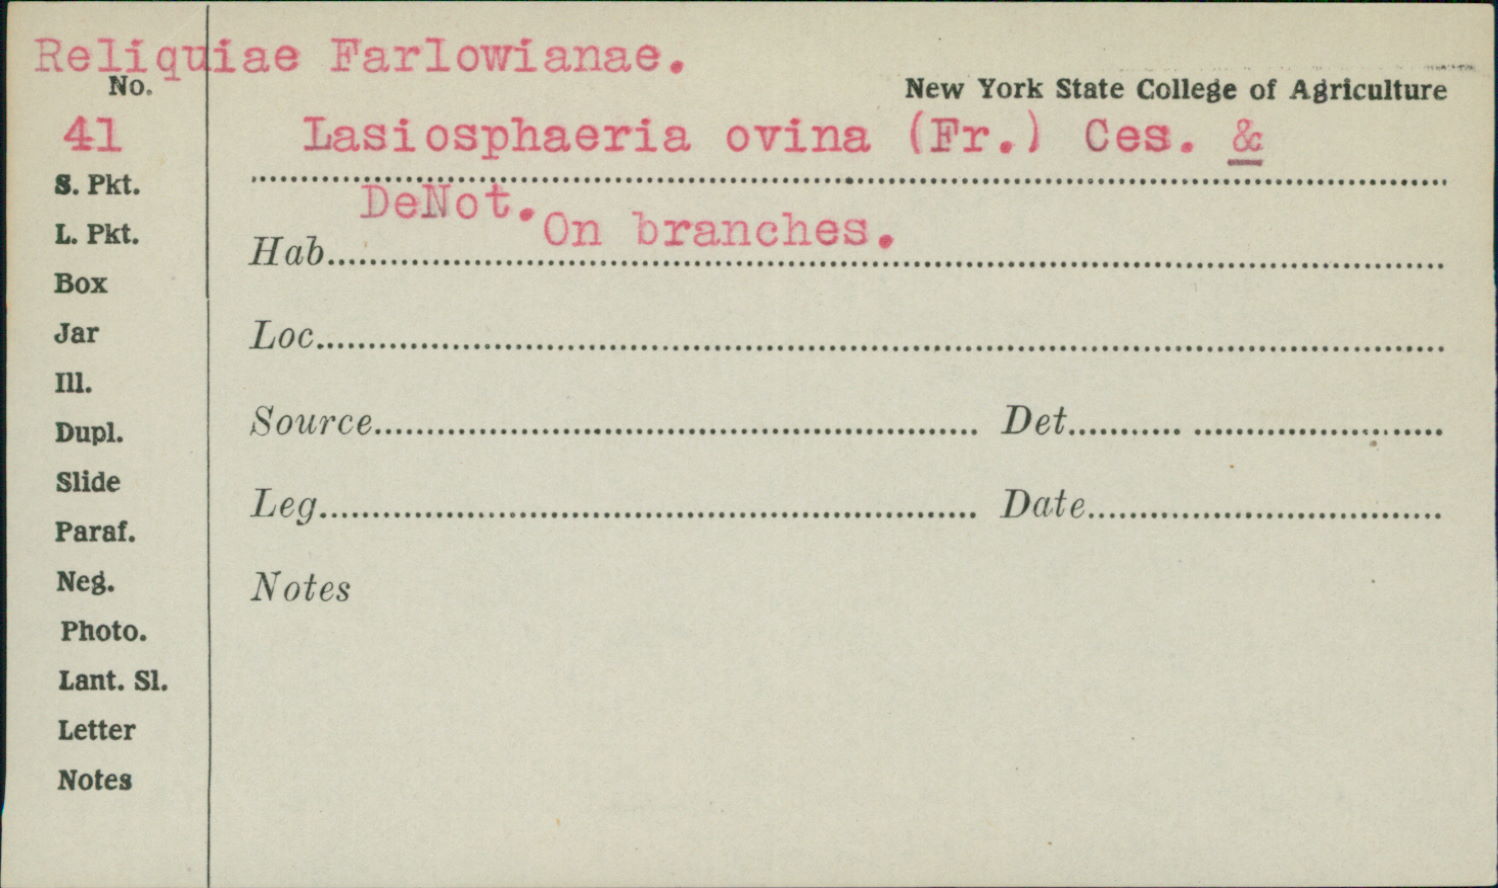 Reliquiae Farlowianae.
No.
New York State College of Agriculture
41
Lasiosphaeria ovina (Fr.) Ces. &
DeNot.
S. Pkt.
L. Pkt.
Hab. On branches.
Box
Jar
Loc.
Ill.
Dupl.
Source Det.
Slide
Leg. Date
Paraf.
Neg.
Notes
Photo.
Lant. Sl.
Letter
Notes